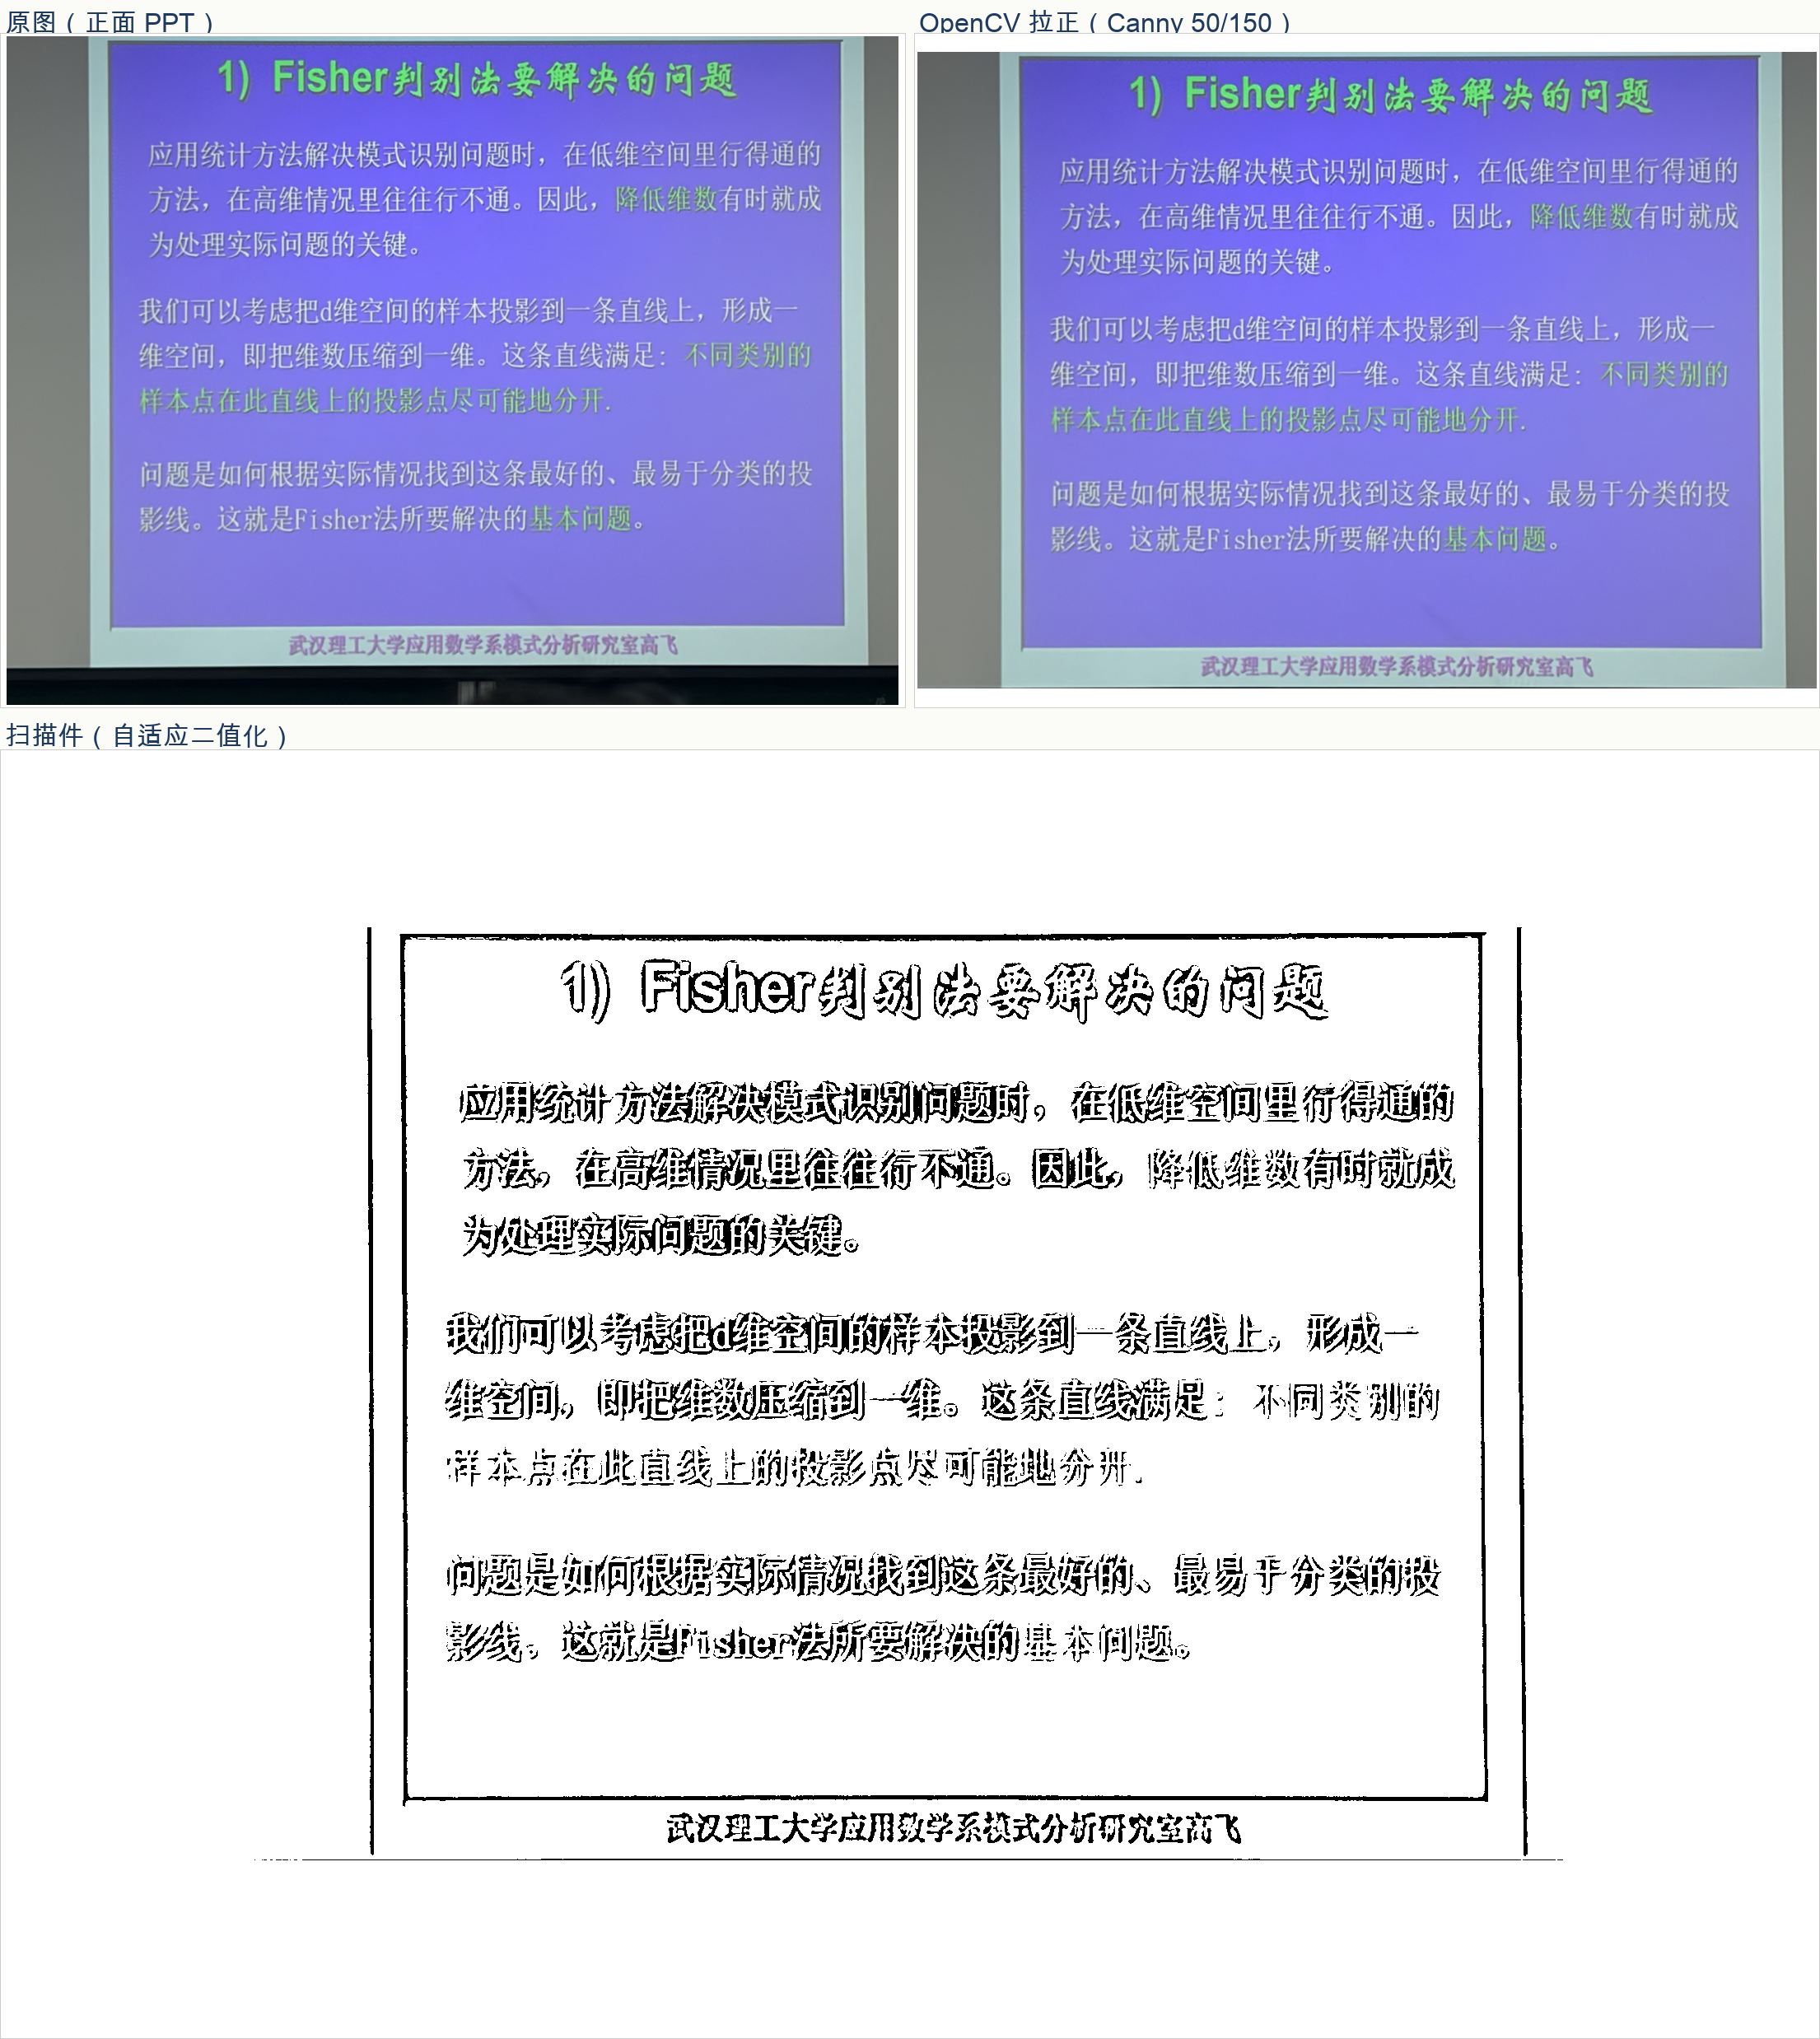 原图（正面 PPT）
1) Fisher判别法要解决的问题
应用统计方法解决模式识别问题时，在低维空间里行得通的
方法，在高维情况里往往行不通。因此，降低维数有时就成
为处理实际问题的关键。
我们可以考虑把d维空间的样本投影到一条直线上，形成一
维空间，即把维数压缩到一维。这条直线满足：不同类别的
样本点在此直线上的投影点尽可能地分开.
问题是如何根据实际情况找到这条最好的、最易于分类的投
影线。这就是Fisher法所要解决的基本问题。
武汉理工大学应用数学系模式分析研究室高飞
OpenCV 拉正（Canny 50/150）
1) Fisher判别法要解决的问题
应用统计方法解决模式识别问题时，在低维空间里行得通的
方法，在高维情况里往往行不通。因此，降低维数有时就成
为处理实际问题的关键。
我们可以考虑把d维空间的样本投影到一条直线上，形成一
维空间，即把维数压缩到一维。这条直线满足：不同类别的
样本点在此直线上的投影点尽可能地分开.
问题是如何根据实际情况找到这条最好的、最易于分类的投
影线。这就是Fisher法所要解决的基本问题。
武汉理工大学应用数学系模式分析研究室高飞
扫描件（自适应二值化）
1) Fisher判别法要解决的问题
应用统计方法解决模式识别问题时，在低维空间里行得通的
方法，在高维情况里往往行不通。因此，降低维数有时就成
为处理实际问题的关键。
我们可以考虑把d维空间的样本投影到一条直线上，形成一
维空间，即把维数压缩到一维。这条直线满足：不同类别的
样本点在此直线上的投影点尽可能地分开.
问题是如何根据实际情况找到这条最好的、最易于分类的投
影线。这就是Fisher法所要解决的基本问题。
武汉理工大学应用数学系模式分析研究室高飞